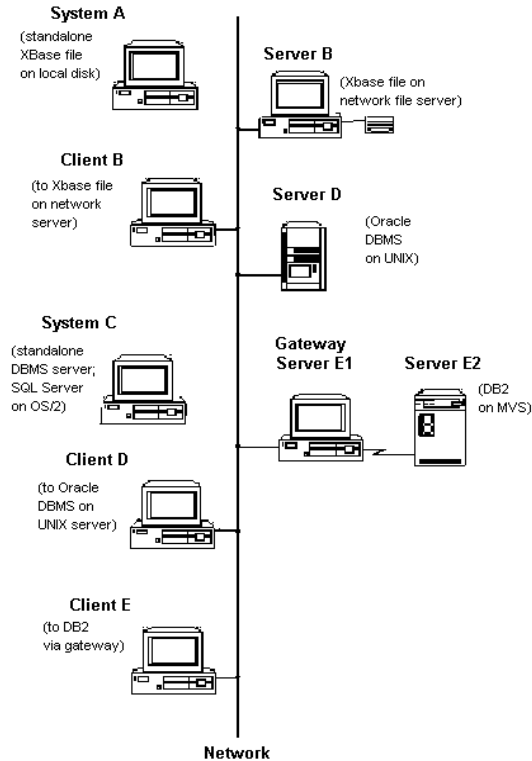 System A
(standalone
XBase file
on local disk)
Server B
(Xbase file on
network file server)
Client B
(to Xbase file
on network
server)
Server D
(Oracle
DBMS
on UNIX)
System C
(standalone
DBMS server;
SQL Server
on OS/2)
Gateway
Server E1
Server E2
(DB2
on MVS)
Client D
(to Oracle
DBMS on
UNIX server)
Client E
(to DB2
via gateway)
Network